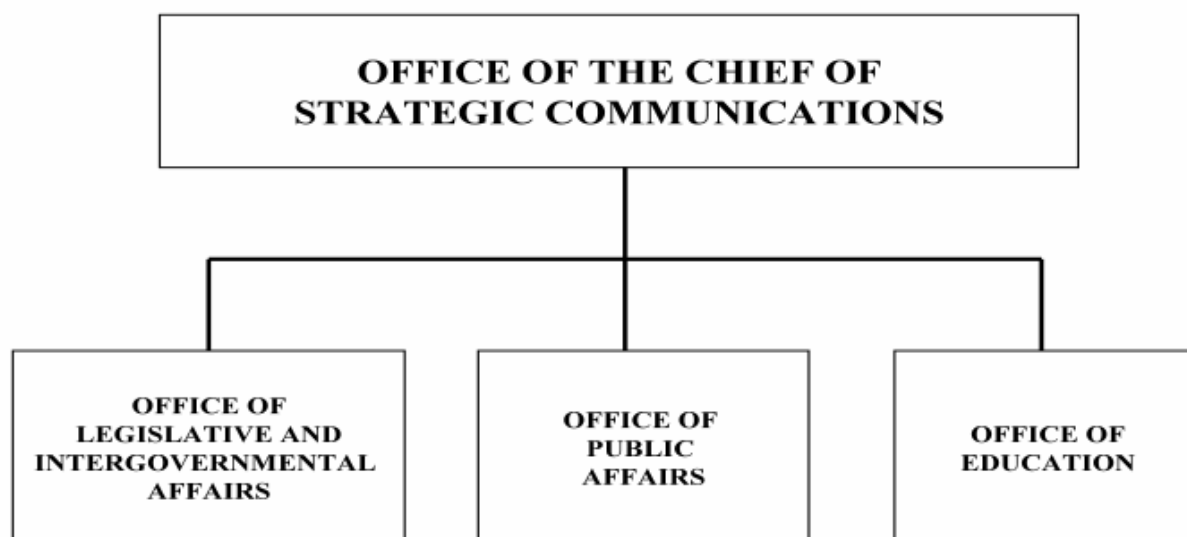 OFFICE OF THE CHIEF OF
STRATEGIC COMMUNICATIONS
OFFICE OF
LEGISLATIVE AND
INTERGOVERNMENTAL
AFFAIRS
OFFICE OF
PUBLIC
AFFAIRS
OFFICE OF
EDUCATION